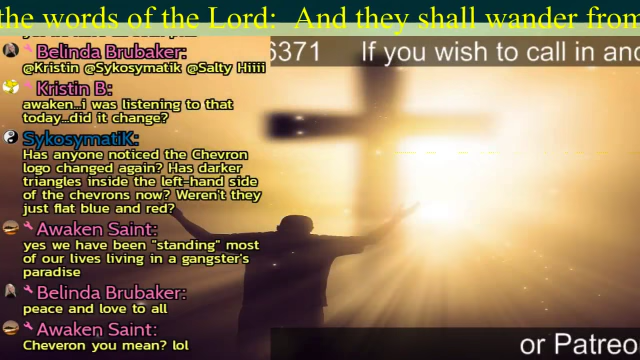 the words of the Lord: And they shall wander from
6371 If you wish to call in and
Belinda Brubaker:
@Kristin @Sykosymatik @Salty Hiiii
Kristin B:
awaken...i was listening to that
today...did it change?
SykosymatiK:
Has anyone noticed the Chevron
logo changed again? Has darker
triangles inside the left-hand side
of the chevrons now? Weren't they
just flat blue and red?
Awaken Saint:
yes we have been "standing" most
of our lives living in a gangster's
paradise
Belinda Brubaker:
peace and love to all
Awaken Saint:
Cheveron you mean? lol
or Patreo